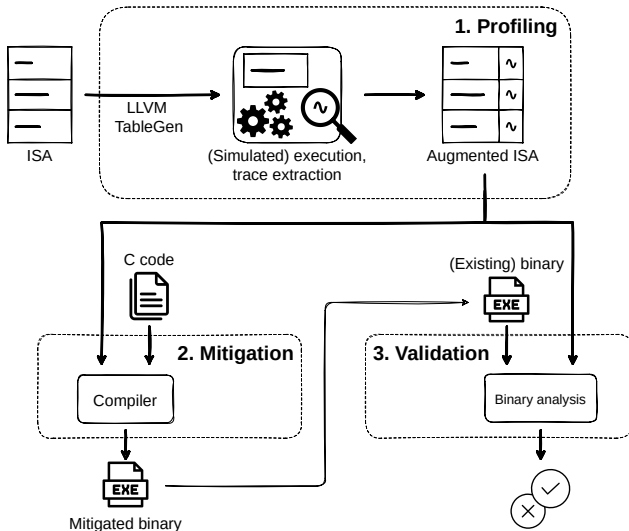 1. Profiling
LLVM
TableGen
ISA
(Simulated) execution,
trace extraction
Augmented ISA
C code
(Existing) binary
EXE
2. Mitigation
3. Validation
Compiler
Binary analysis
EXE
Mitigated binary